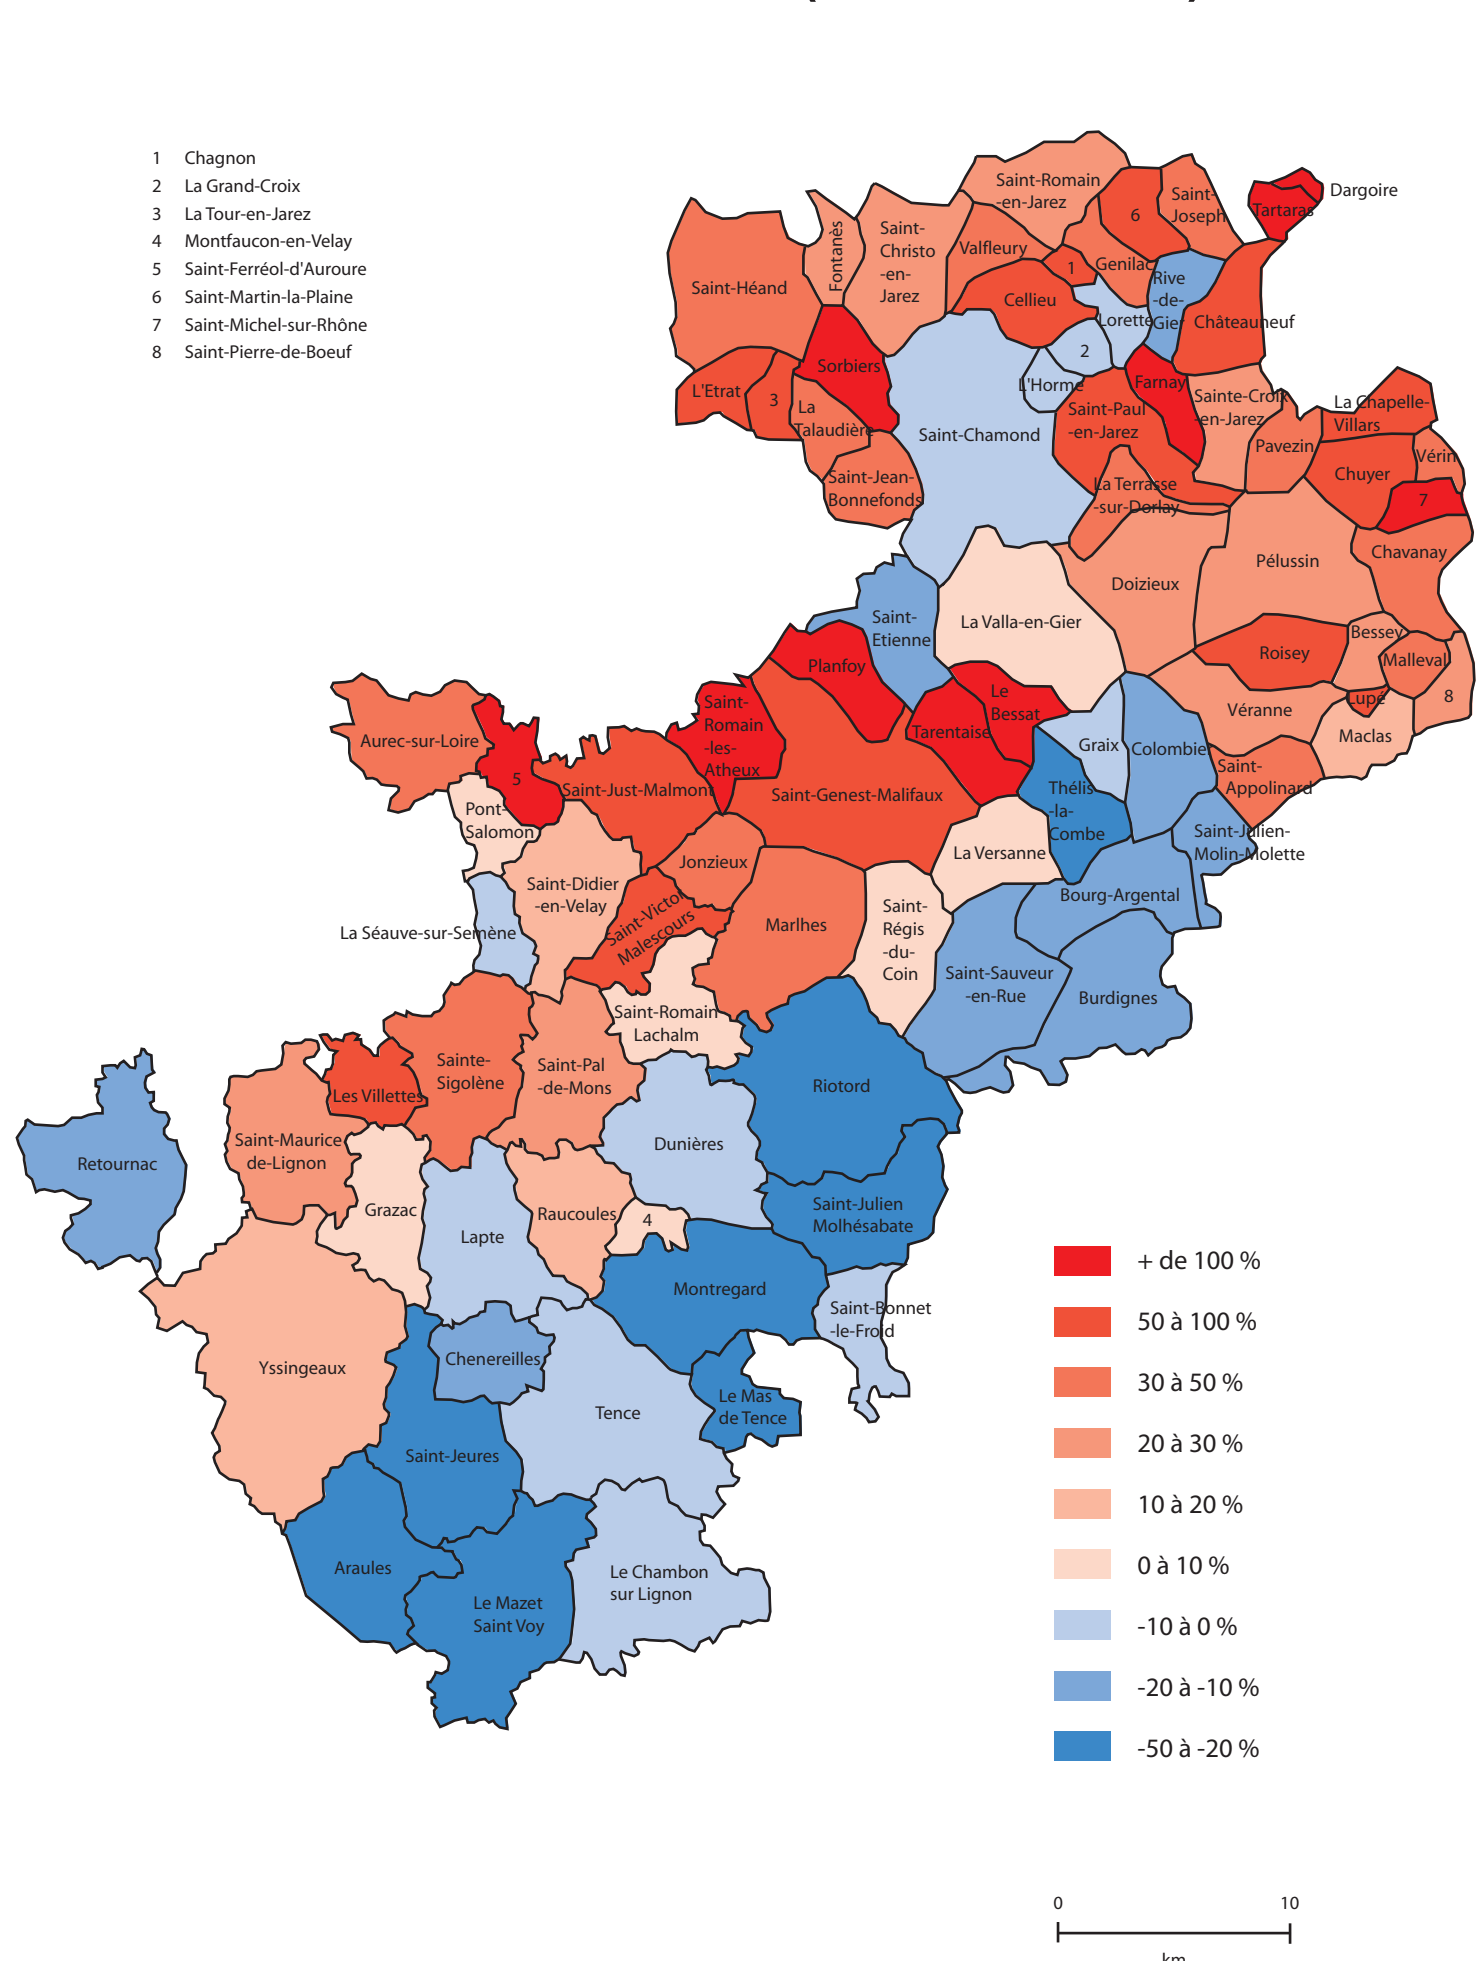 1 Chagnon
2 La Grand-Croix
3 La Tour-en-Jarez
4 Montfaucon-en-Velay
5 Saint-Ferréol-d'Auroure
6 Saint-Martin-la-Plaine
7 Saint-Michel-sur-Rhône
8 Saint-Pierre-de-Boeuf
Saint-Romain
-en-Jarez
6
Saint-
Joseph
Dargoire
Tartaras
Fontanès
Saint-
Christo
-en-
Jarez
Valfleury
1
Genilac
Rive
-de-
Gier
Saint-Héand
Cellieu
Lorette
Châteauneuf
2
Sorbiers
L'Horme
Farnay
L'Etrat
3
La
Talaudière
Saint-Chamond
Saint-Paul
-en-Jarez
Sainte-Croix
-en-Jarez
La Chapelle-
Villars
Pavezin
Vérin
Chuyer
7
Saint-Jean-
Bonnefonds
La Terrasse
-sur-Dorlay
Chavanay
Pélussin
Doizieux
Saint-
Etienne
La Valla-en-Gier
Bessey
Roisey
Malleval
Planfoy
Le
Bessat
Lupé
8
Saint-
Romain
-les-
Atheux
Tarentaise
Véranne
Maclas
Graix
Colombier
Aurec-sur-Loire
5
Saint-Just-Malmont
Saint-Genest-Malifaux
Thélis
-la-
Combe
Saint-
Appolinard
Pont-
Salomon
Saint-Julien-
Molin-Molette
La Versanne
Jonzieux
Saint-Didier
-en-Velay
Saint-Victor
Malescours
Marlhes
Saint-
Régis
-du-
Coin
Bourg-Argental
La Séauve-sur-Semène
Saint-Sauveur
-en-Rue
Burdignes
Saint-Romain
Lachalm
Sainte-
Sigolène
Saint-Pal
-de-Mons
Riotord
Les Villettes
Saint-Maurice
de-Lignon
Dunières
Retournac
Grazac
Lapte
Raucoules
4
Saint-Julien
Molhésabate
Montregard
Saint-Bonnet
-le-Froid
Yssingeaux
Chenereilles
Tence
Le Mas
de Tence
Saint-Jeures
Araules
Le Mazet
Saint Voy
Le Chambon
sur Lignon
+ de 100 %
50 à 100 %
30 à 50 %
20 à 30 %
10 à 20 %
0 à 10 %
-10 à 0 %
-20 à -10 %
-50 à -20 %
0 10
km